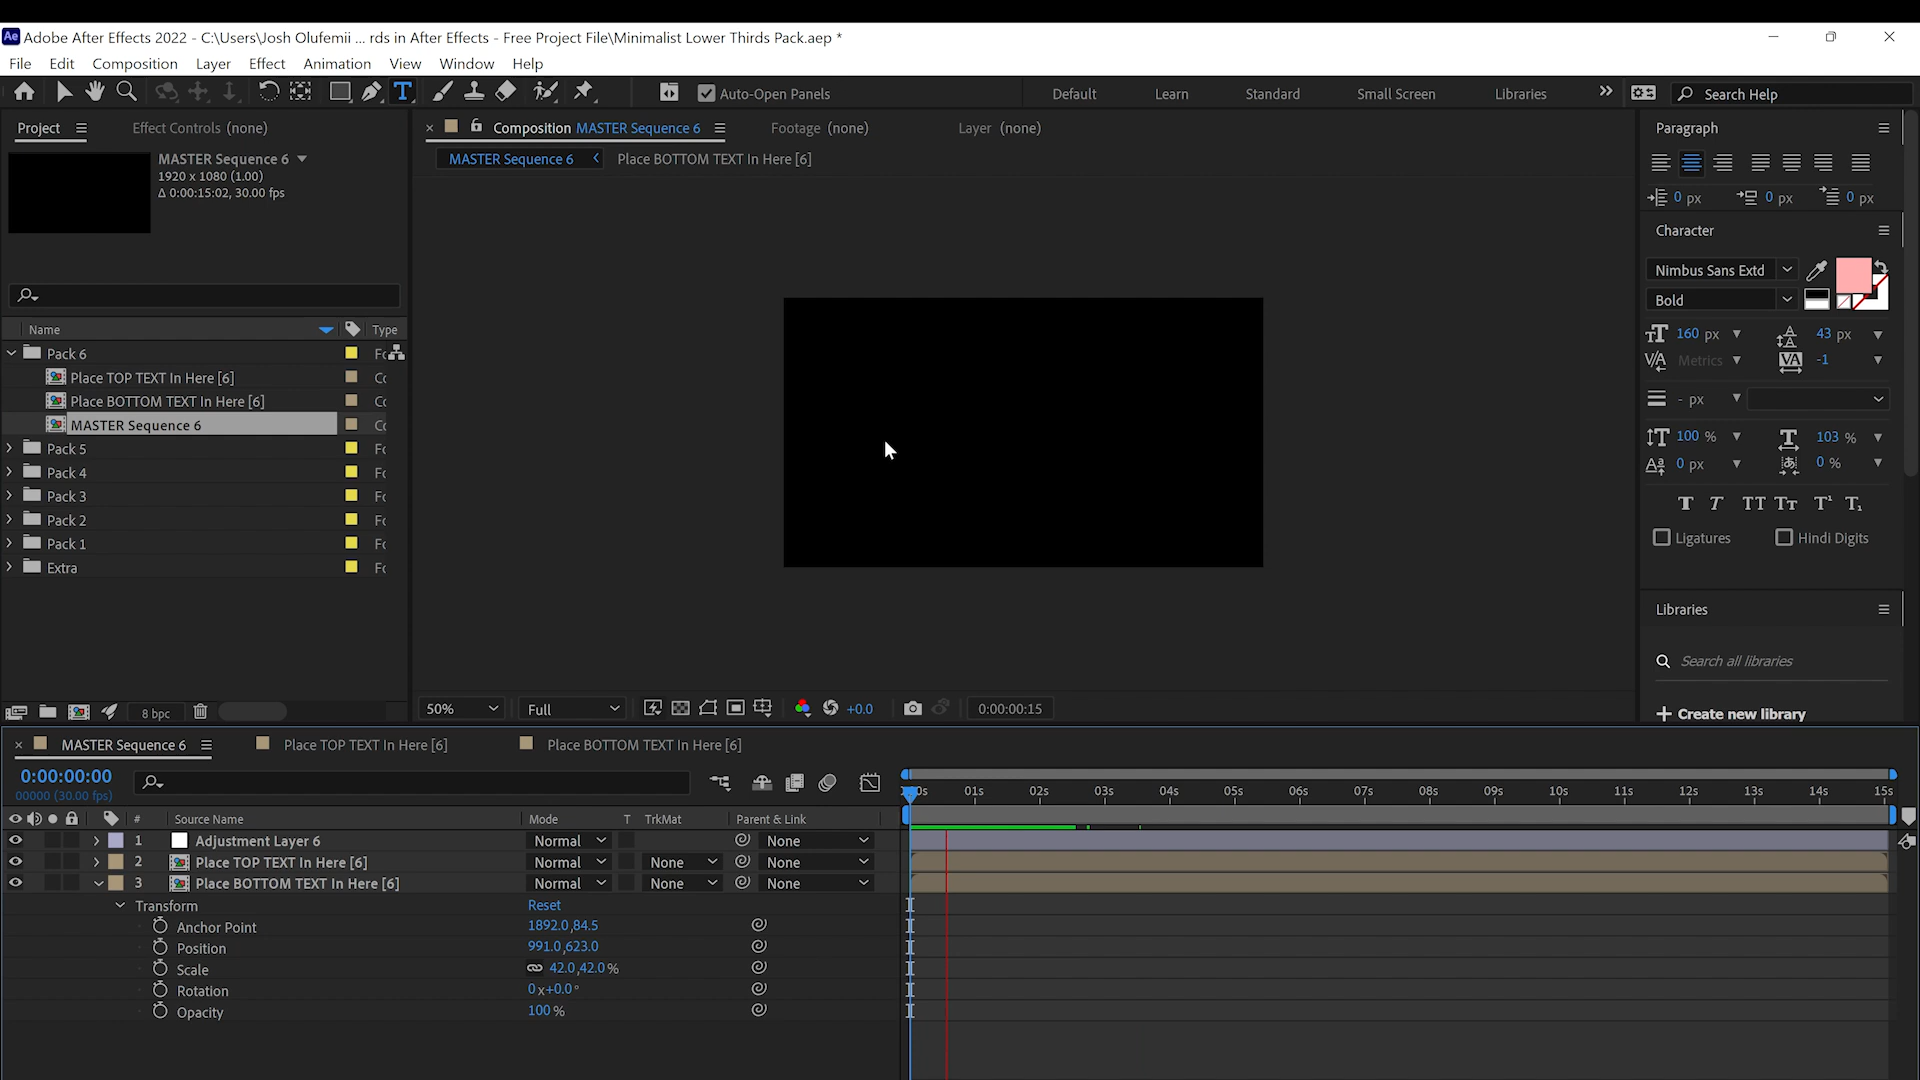 Ae Adobe After Effects 2022 - C:\Users\Josh Olufemii ... rds in After Effects - Free Project File\Minimalist Lower Thirds Pack.aep *
File Edit Composition Layer Effect Animation View Window Help
Auto-Open Panels Default Learn Standard Small Screen Libraries Search Help
Project Effect Controls (none) Composition MASTER Sequence 6 Footage (none) Layer (none) Paragraph
MASTER Sequence 6
1920 x 1080 (1.00)
Δ 0:00:15:02, 30.00 fps
MASTER Sequence 6 Place BOTTOM TEXT In Here [6]
0 px 0 px 0 px
Character
Nimbus Sans Extd
Bold
160 px 43 px
Metrics -1
- px
100 % 103 %
0 px 0 %
T T TT Tт T¹ T₁
Ligatures Hindi Digits
Name Type
Pack 6
Place TOP TEXT In Here [6]
Place BOTTOM TEXT In Here [6]
MASTER Sequence 6
Pack 5
Pack 4
Pack 3
Pack 2
Pack 1
Extra
Libraries
Search all libraries
Create new library
8 bpc
50% Full +0.0 0:00:00:15
MASTER Sequence 6 Place TOP TEXT In Here [6] Place BOTTOM TEXT In Here [6]
0:00:00:00
00000 (30.00 fps)
01s 02s 03s 04s 05s 06s 07s 08s 09s 10s 11s 12s 13s 14s 15s
# Source Name Mode T TrkMat Parent & Link
1 Adjustment Layer 6 Normal None
2 Place TOP TEXT In Here [6] Normal None None
3 Place BOTTOM TEXT In Here [6] Normal None None
Transform Reset
Anchor Point 1892.0,84.5
Position 991.0,623.0
Scale 42.0,42.0%
Rotation 0x+0.0°
Opacity 100%